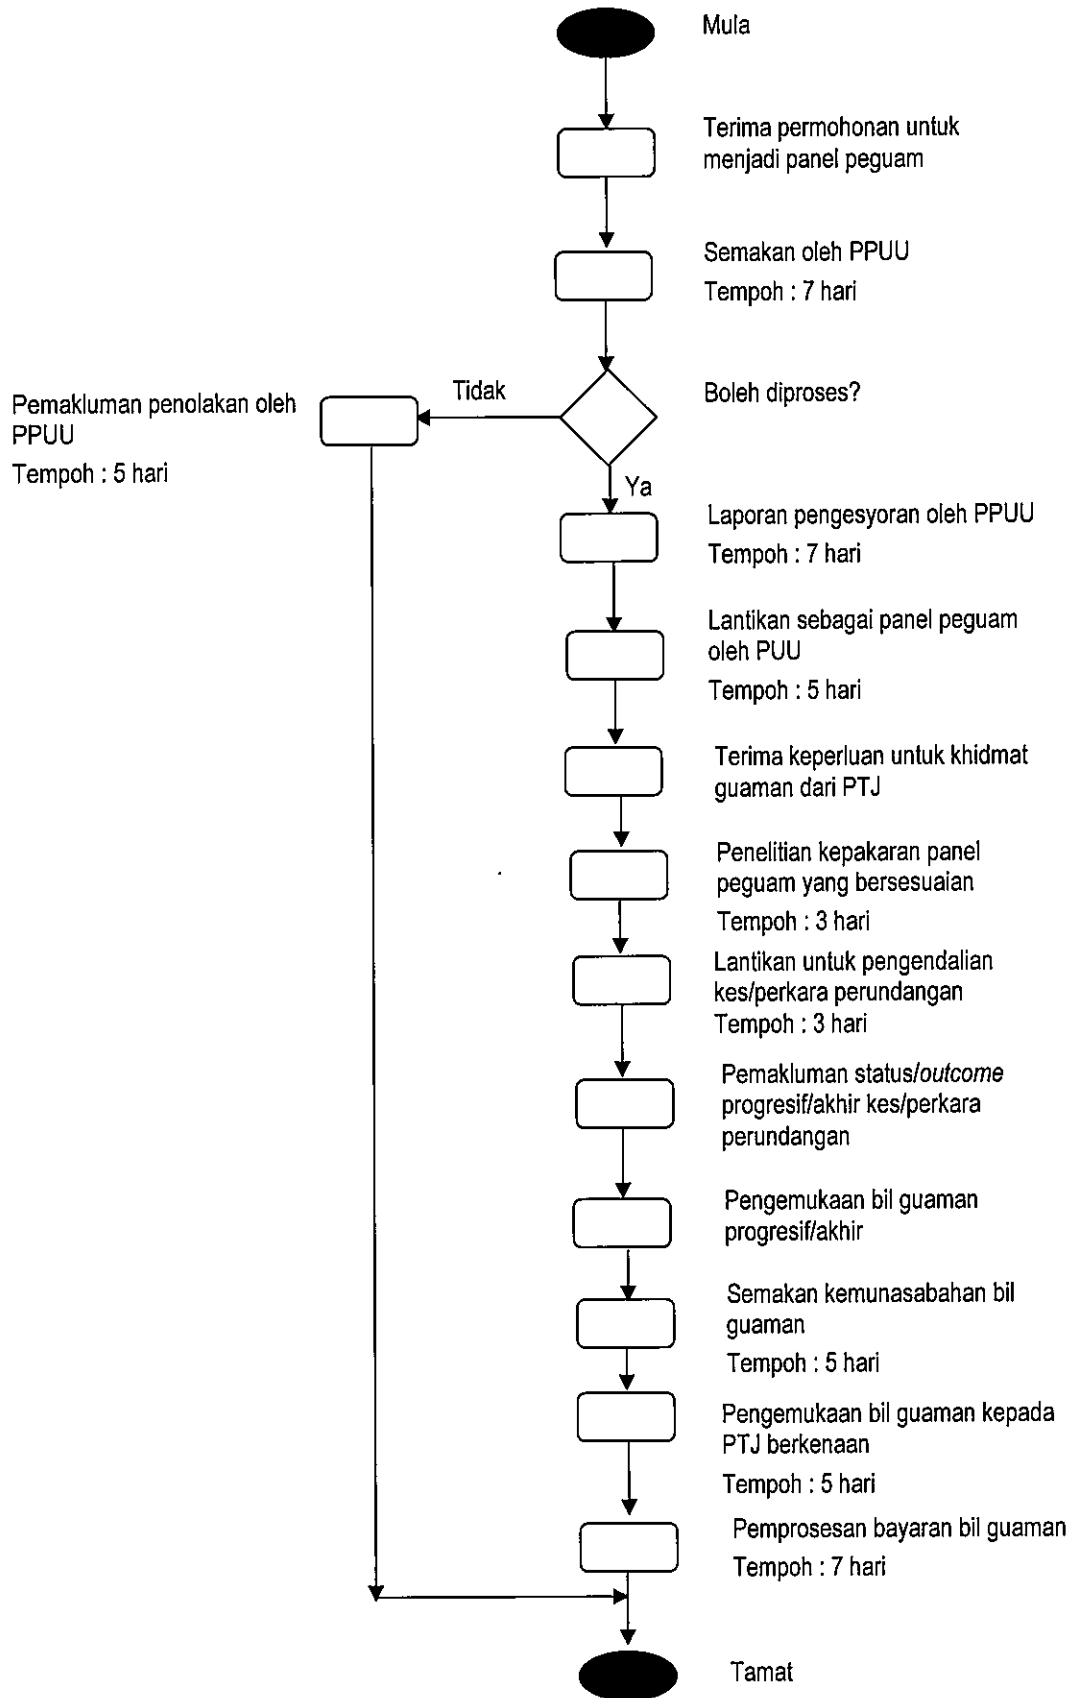 Mula
Terima permohonan untuk
menjadi panel peguam
Semakan oleh PPUU
Tempoh : 7 hari
Boleh diproses?
Tidak
Pemakluman penolakan oleh
PPUU
Tempoh : 5 hari
Ya
Laporan pengesyoran oleh PPUU
Tempoh : 7 hari
Lantikan sebagai panel peguam
oleh PUU
Tempoh : 5 hari
Terima keperluan untuk khidmat
guaman dari PTJ
Penelitian kepakaran panel
peguam yang bersesuaian
Tempoh : 3 hari
Lantikan untuk pengendalian
kes/perkara perundangan
Tempoh : 3 hari
Pemakluman status/outcome
progresif/akhir kes/perkara
perundangan
Pengemukaan bil guaman
progresif/akhir
Semakan kemunasabahan bil
guaman
Tempoh : 5 hari
Pengemukaan bil guaman kepada
PTJ berkenaan
Tempoh : 5 hari
Pemprosesan bayaran bil guaman
Tempoh : 7 hari
Tamat